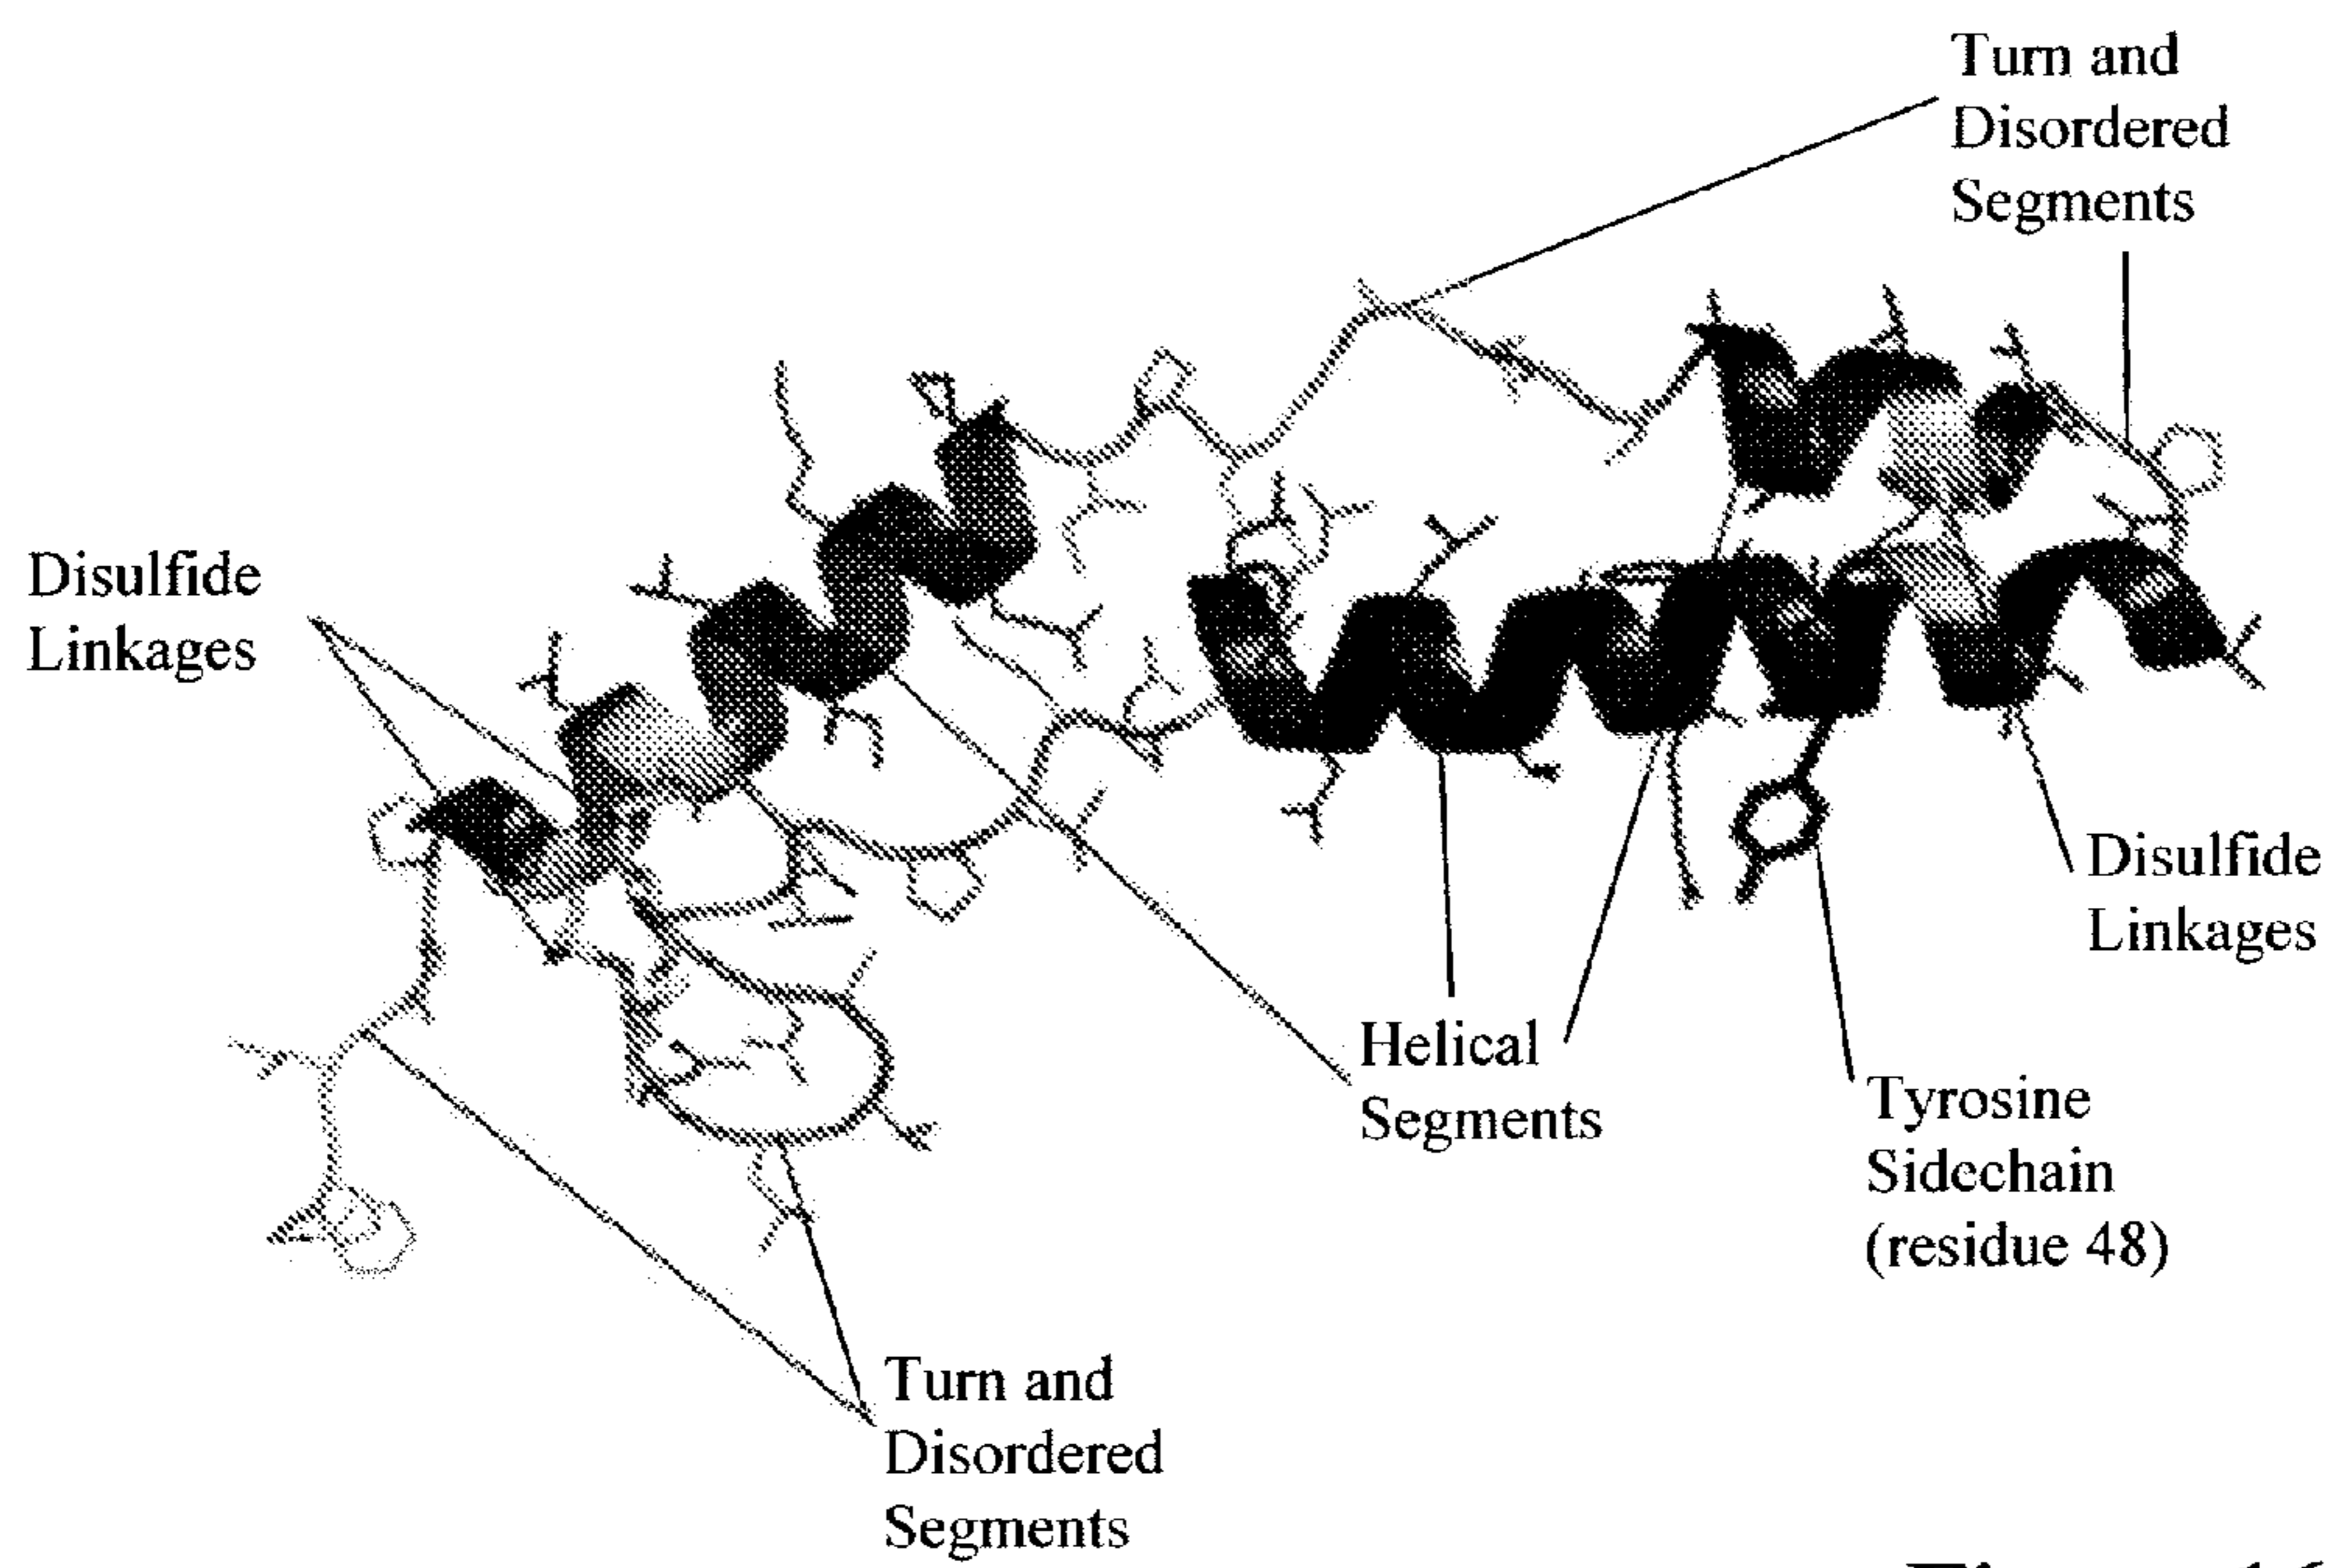 Turn and
Disordered
Segments
Disulfide
Linkages
Disulfide
Linkages
Helical
Segments
Tyrosine
Sidechain
(residue 48)
Turn and
Disordered
Segments